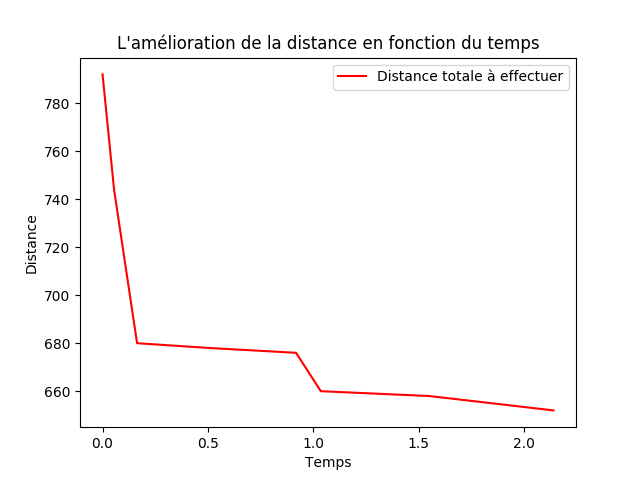 L'amélioration de la distance en fonction du temps
Distance totale à effectuer
780
760
740
720
700
680
660
Distance
0.0 0.5 1.0 1.5 2.0
Temps